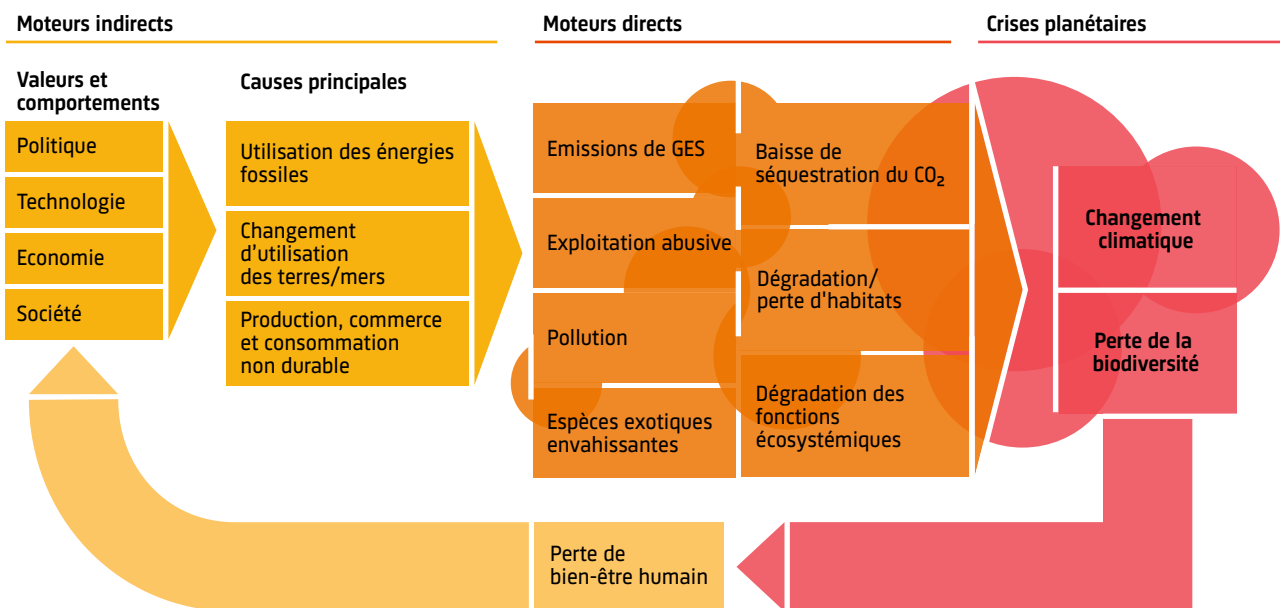 Moteurs indirects
Moteurs directs
Crises planétaires
Valeurs et
comportements
Causes principales
Politique
Technologie
Economie
Société
Utilisation des énergies
fossiles
Changement
d'utilisation
des terres/mers
Production, commerce
et consommation
non durable
Emissions de GES
Exploitation abusive
Pollution
Espèces exotiques
envahissantes
Baisse de
séquestration du CO₂
Dégradation/
perte d'habitats
Dégradation des
fonctions
écosystémiques
Changement
climatique
Perte de la
biodiversité
Perte de
bien-être humain